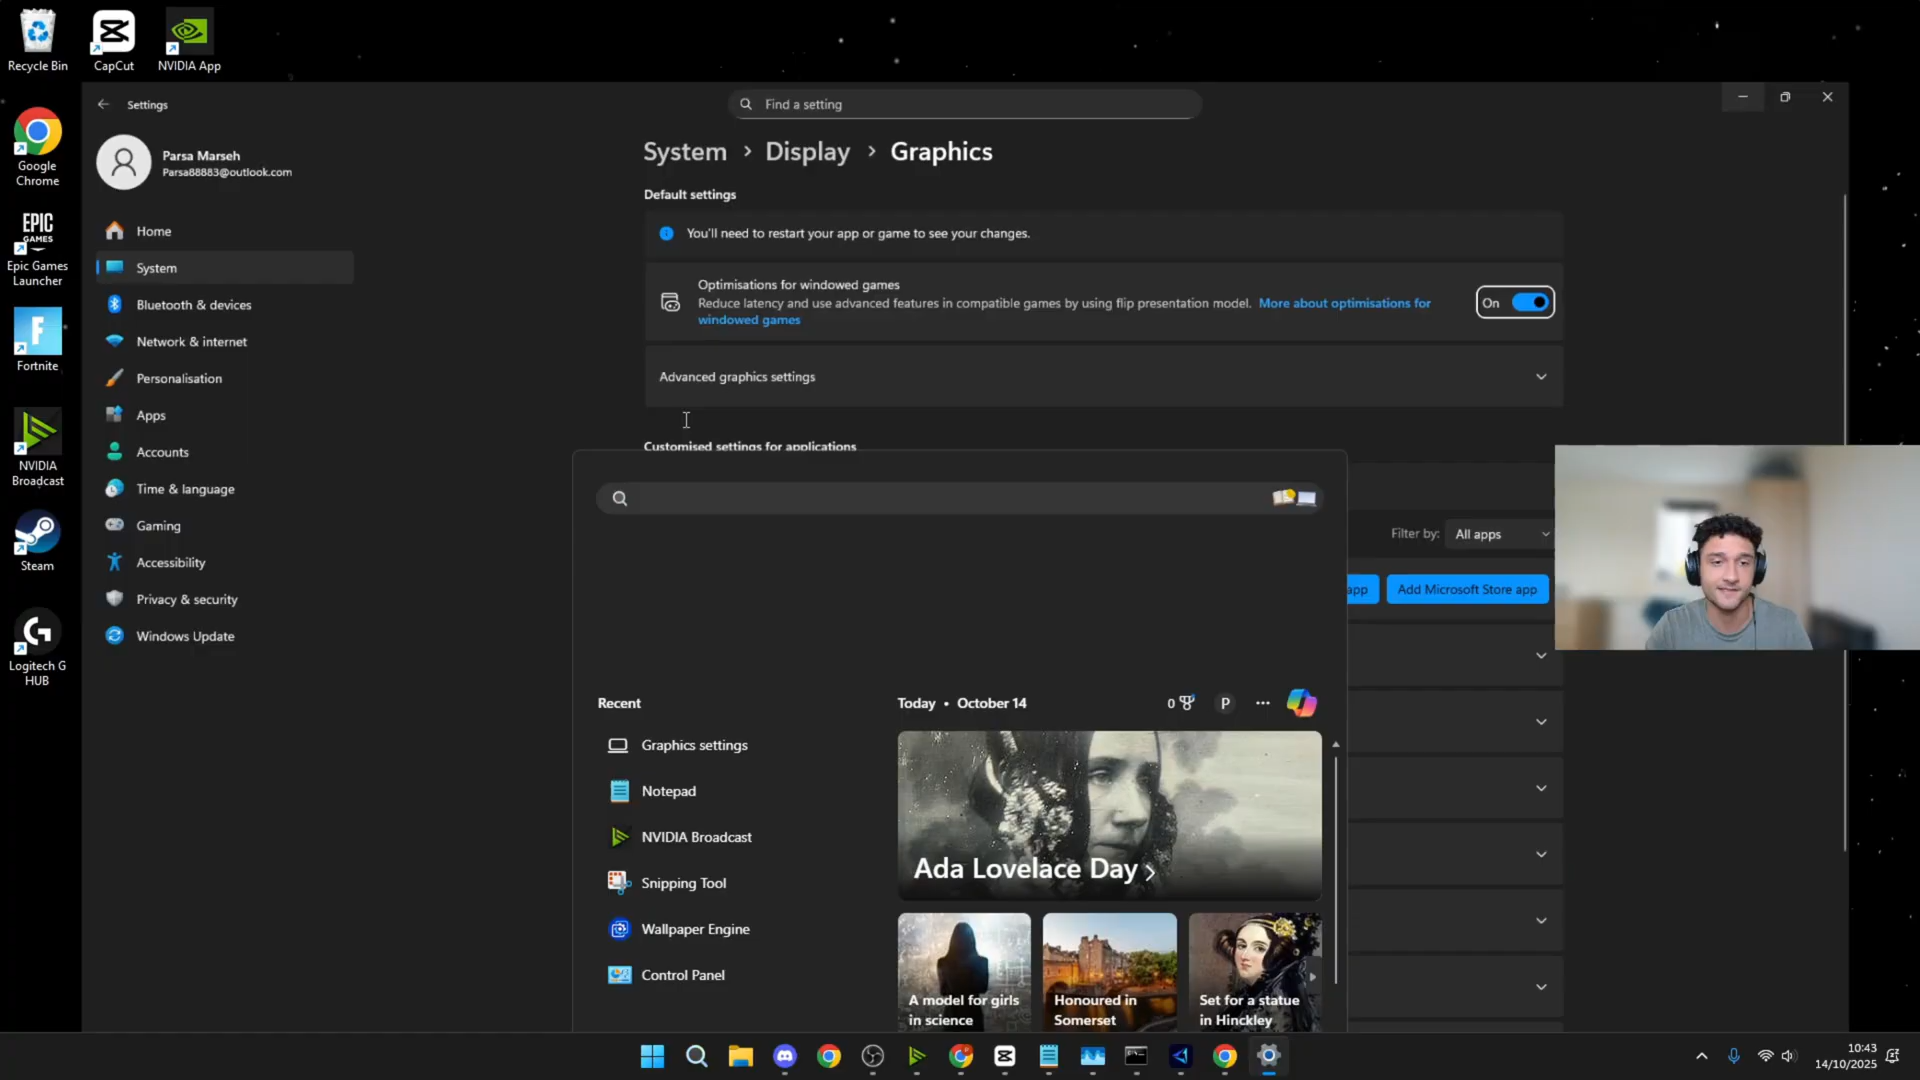 Recycle Bin
CapCut
NVIDIA App
Google
Chrome
EPIC
GAMES
Epic Games
Launcher
Fortnite
NVIDIA
Broadcast
Steam
Logitech G
HUB
Settings
Find a setting
Parsa Marseh
Parsa88883@outlook.com
Home
System
Bluetooth & devices
Network & internet
Personalisation
Apps
Accounts
Time & language
Gaming
Accessibility
Privacy & security
Windows Update
System > Display > Graphics
Default settings
You'll need to restart your app or game to see your changes.
Optimisations for windowed games
Reduce latency and use advanced features in compatible games by using flip presentation model. More about optimisations for
windowed games
On
Advanced graphics settings
Customised settings for applications
Filter by: All apps
app
Add Microsoft Store app
Recent
Graphics settings
Notepad
NVIDIA Broadcast
Snipping Tool
Wallpaper Engine
Control Panel
Today • October 14
0
P
Ada Lovelace Day
A model for girls
in science
Honoured in
Somerset
Set for a statue
in Hinckley
10:43
14/10/2025